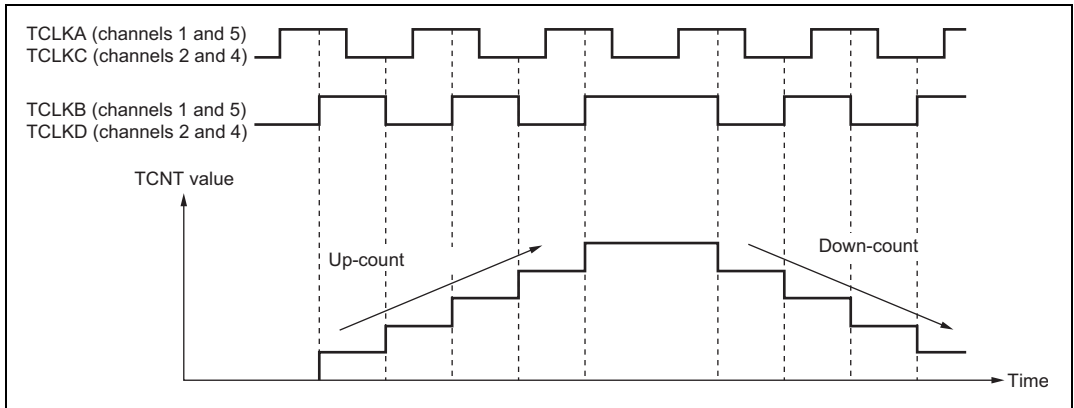 TCLKA (channels 1 and 5)
TCLKC (channels 2 and 4)
TCLKB (channels 1 and 5)
TCLKD (channels 2 and 4)
TCNT value
Up-count
Down-count
Time